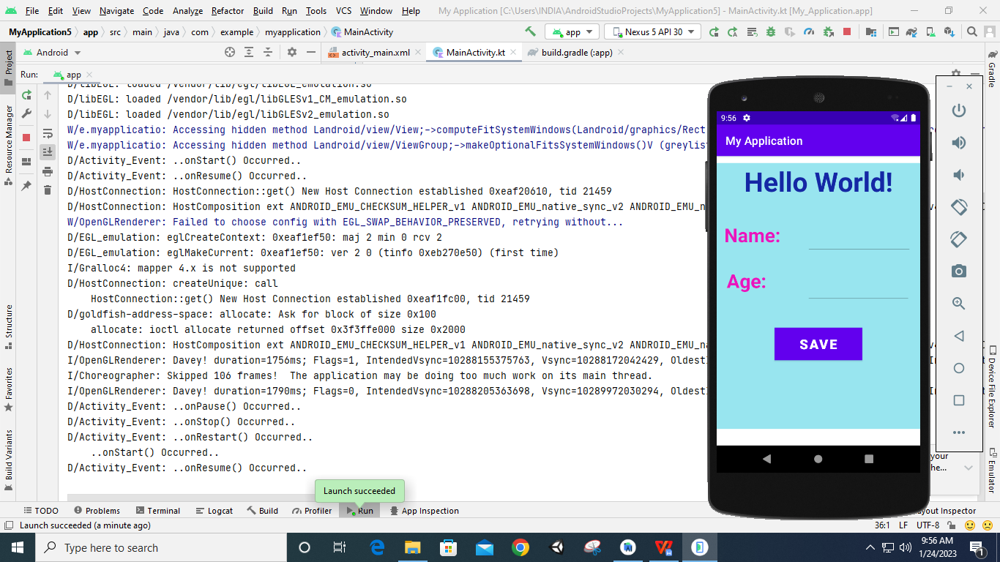 File Edit View Navigate Code Analyze Refactor Build Run Tools VCS Window Help My Application [C:\Users\INDIA\AndroidStudioProjects\MyApplication5] - MainActivity.kt [My_Application.app]
MyApplication5 app src main java com example myapplication MainActivity app Nexus 5 API 30
Project Android activity_main.xml MainActivity.kt build.gradle (:app) Gradle
Run: app
D/libEGL: loaded /vendor/lib/egl/libEGL_emulation.so
D/libEGL: loaded /vendor/lib/egl/libGLESv1_CM_emulation.so
D/libEGL: loaded /vendor/lib/egl/libGLESv2_emulation.so
W/e.myapplicatio: Accessing hidden method Landroid/view/View;->computeFitSystemWindows(Landroid/graphics/Rect
W/e.myapplicatio: Accessing hidden method Landroid/view/ViewGroup;->makeOptionalFitsSystemWindows()V (greylist
D/Activity_Event: ..onStart() Occurred..
D/Activity_Event: ..onResume() Occurred..
D/HostConnection: HostConnection::get() New Host Connection established 0xeaf20610, tid 21459
D/HostConnection: HostComposition ext ANDROID_EMU_CHECKSUM_HELPER_v1 ANDROID_EMU_native_sync_v2 ANDROID_EMU_na
W/OpenGLRenderer: Failed to choose config with EGL_SWAP_BEHAVIOR_PRESERVED, retrying without...
D/EGL_emulation: eglCreateContext: 0xeaf1ef50: maj 2 min 0 rcv 2
D/EGL_emulation: eglMakeCurrent: 0xeaf1ef50: ver 2 0 (tinfo 0xeb270e50) (first time)
I/Gralloc4: mapper 4.x is not supported
D/HostConnection: createUnique: call
HostConnection::get() New Host Connection established 0xeaf1fc00, tid 21459
D/goldfish-address-space: allocate: Ask for block of size 0x100
allocate: ioctl allocate returned offset 0x3f3ffe000 size 0x2000
D/HostConnection: HostComposition ext ANDROID_EMU_CHECKSUM_HELPER_v1 ANDROID_EMU_native_sync_v2 ANDROID_EMU_na
I/OpenGLRenderer: Davey! duration=1756ms; Flags=1, IntendedVsync=10288155375763, Vsync=10288172042429, Oldest
I/Choreographer: Skipped 106 frames!  The application may be doing too much work on its main thread.
I/OpenGLRenderer: Davey! duration=1790ms; Flags=0, IntendedVsync=10288205363698, Vsync=10289972030294, Oldest
D/Activity_Event: ..onPause() Occurred..
D/Activity_Event: ..onStop() Occurred..
D/Activity_Event: ..onRestart() Occurred..
..onStart() Occurred..
D/Activity_Event: ..onResume() Occurred..
Resource Manager
Structure
Favorites
Build Variants
9:56
My Application
Hello World!
Name:
Age:
SAVE
Device File Explorer
Emulator
your
he...
Launch succeeded
TODO Problems Terminal Logcat Build Profiler Run App Inspection yout Inspector
Launch succeeded (a minute ago) 36:1 LF UTF-8
Type here to search
9:56 AM
1/24/2023
1